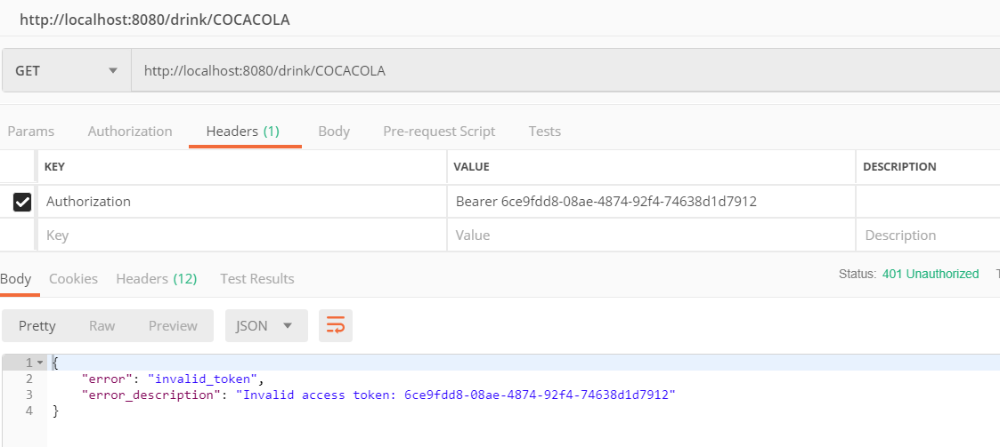 http://localhost:8080/drink/COCACOLA
GET http://localhost:8080/drink/COCACOLA
Params Authorization Headers (1) Body Pre-request Script Tests
KEY VALUE DESCRIPTION
Authorization Bearer 6ce9fdd8-08ae-4874-92f4-74638d1d7912
Key Value Description
Body Cookies Headers (12) Test Results Status: 401 Unauthorized T
Pretty Raw Preview JSON
1 {
2 "error": "invalid_token",
3 "error_description": "Invalid access token: 6ce9fdd8-08ae-4874-92f4-74638d1d7912"
4 }